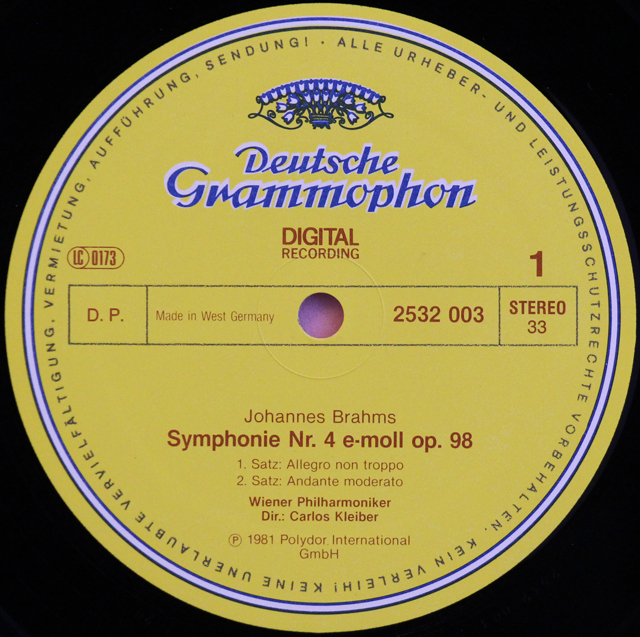 ALLE URHEBER- UND LEISTUNGSSCHUTZRECHTE VORBEHALTEN. KEIN VERLEIH! KEINE UNERLAUBTE VERVIELFÄLTIGUNG, VERMIETUNG, AUFFÜHRUNG, SENDUNG! ·
Deutsche
Grammophon
DIGITAL
RECORDING
LC 0173
1
D. P.
Made in West Germany
2532 003
STEREO
33
Johannes Brahms
Symphonie Nr. 4 e-moll op. 98
1. Satz: Allegro non troppo
2. Satz: Andante moderato
Wiener Philharmoniker
Dir.: Carlos Kleiber
℗ 1981 Polydor International
GmbH